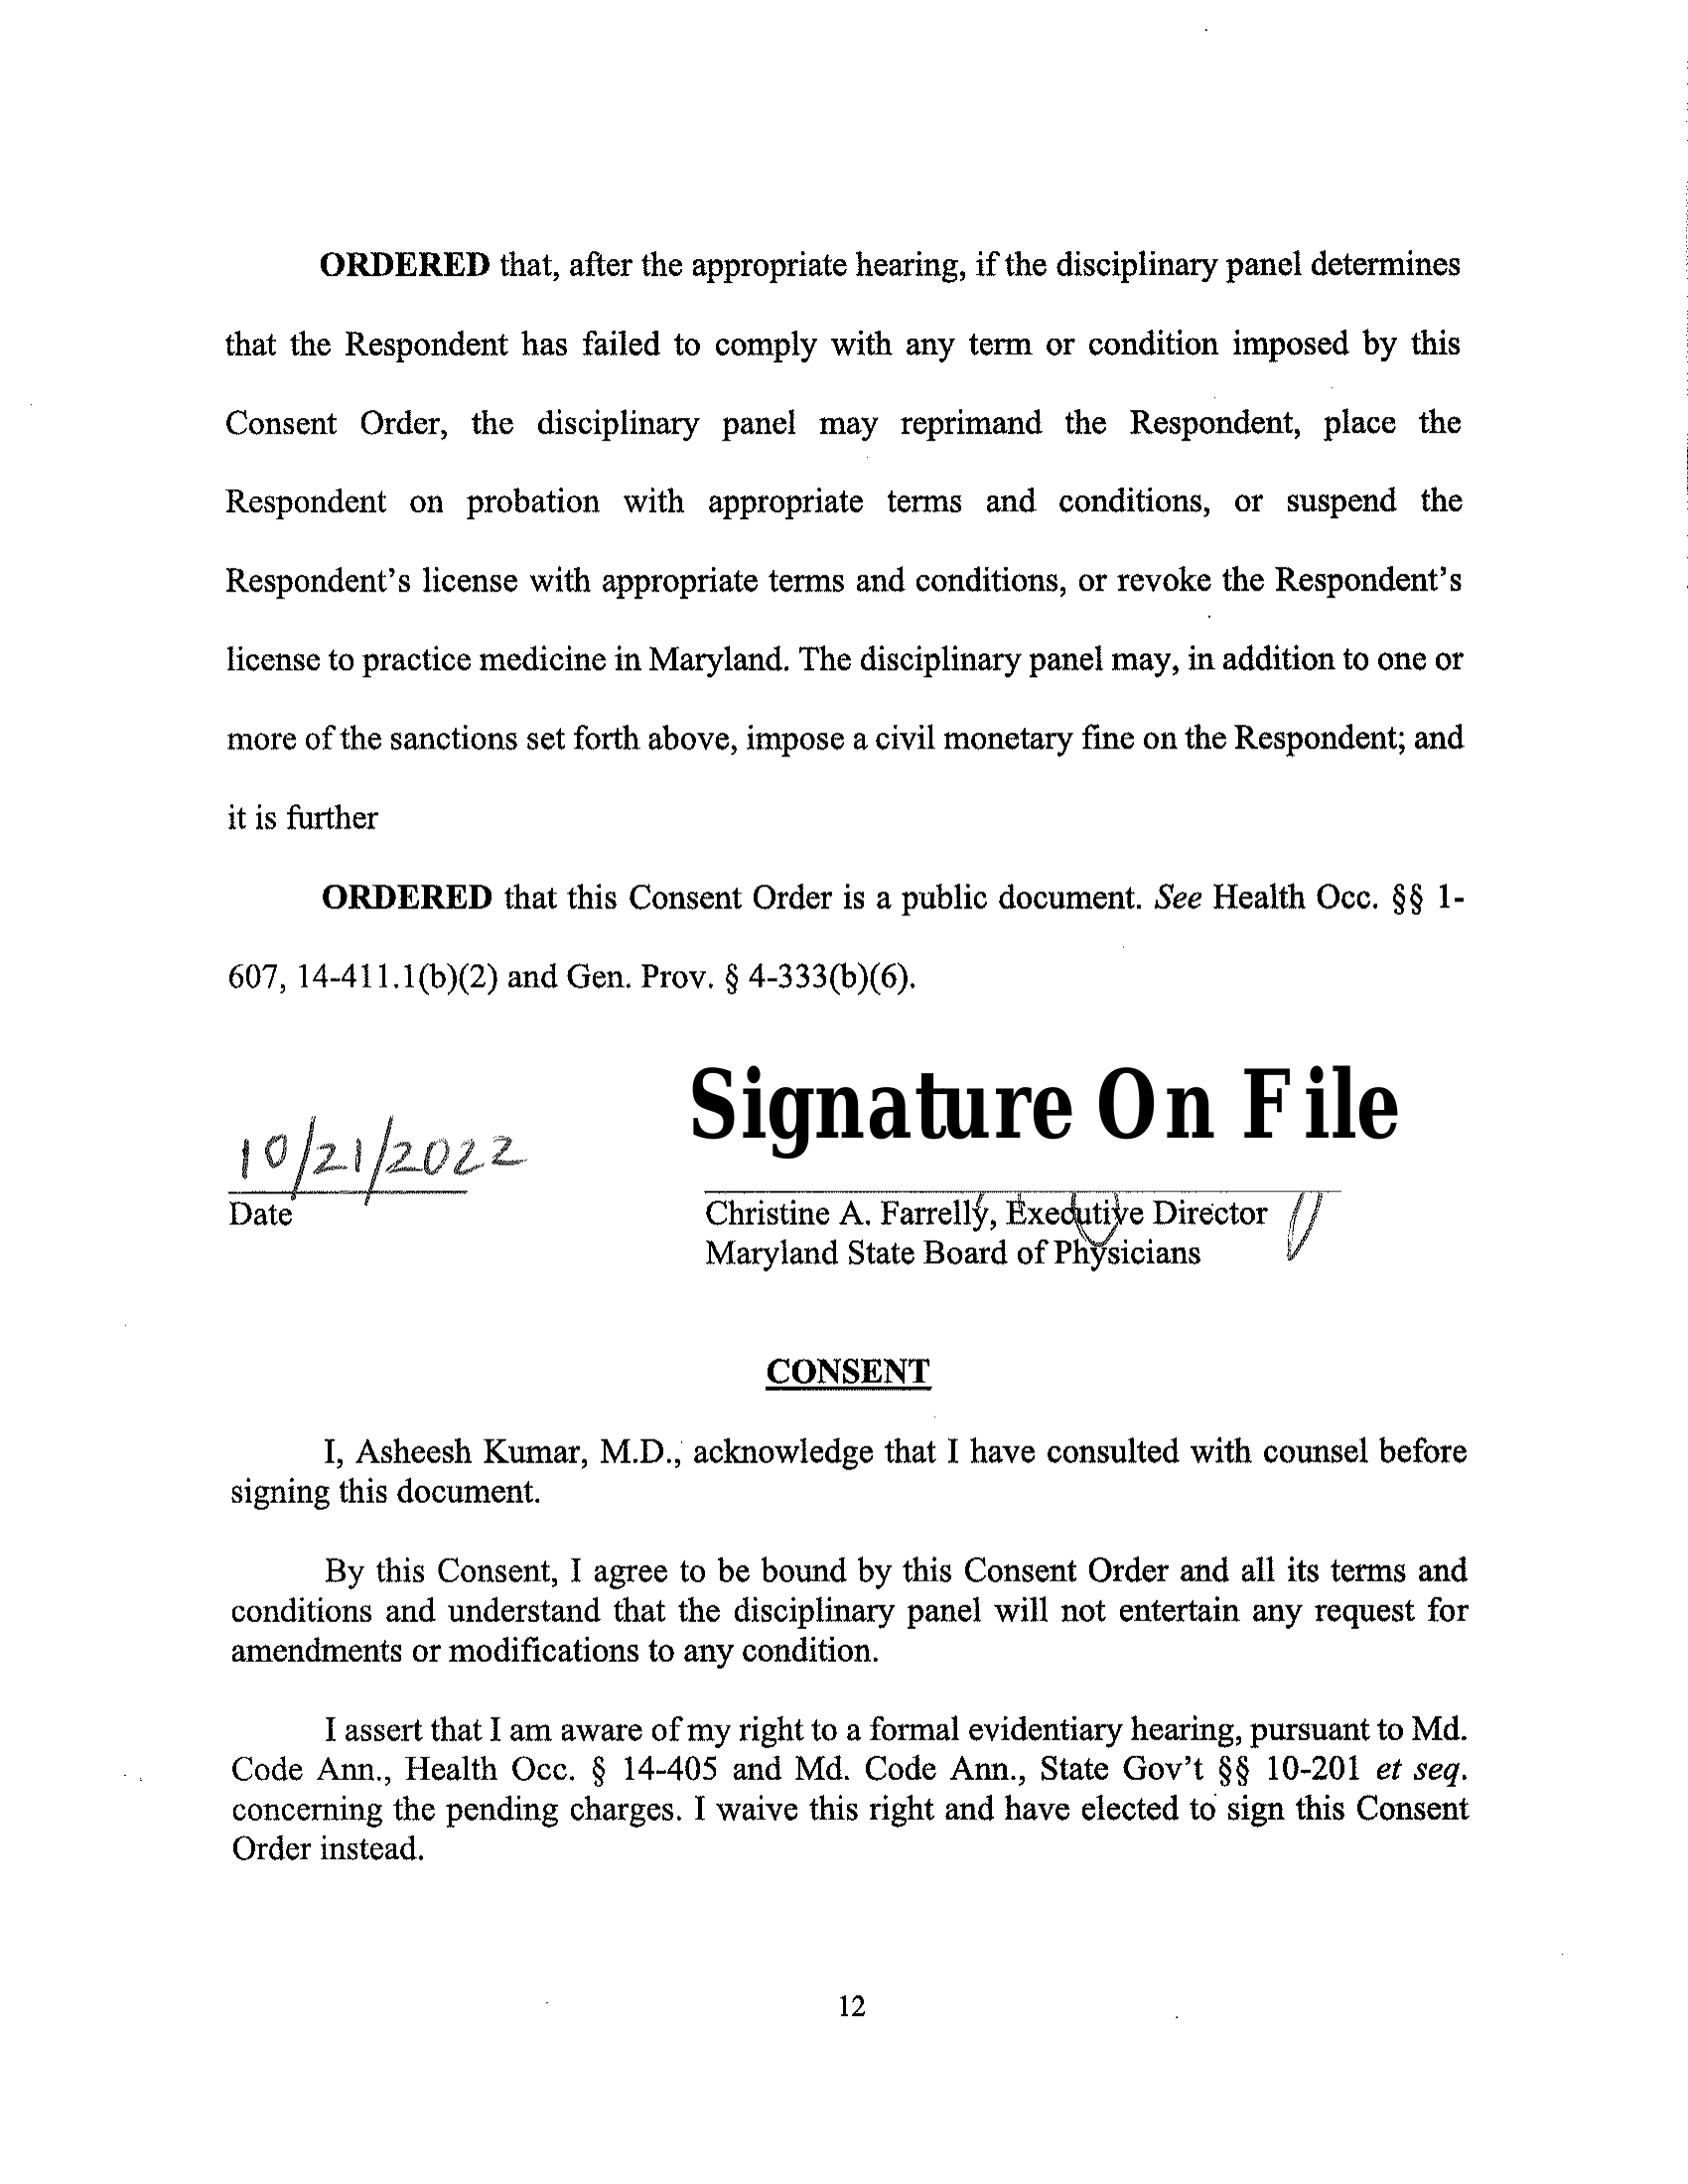 ORDERED that, after the appropriate hearing, if the disciplinary panel determines
that the Respondent has failed to comply with any term or condition imposed by this
Consent Order, the disciplinary panel may reprimand the Respondent, place the
Respondent on probation with appropriate terms and conditions, or suspend the
Respondent's license with appropriate terms and conditions, or revoke the Respondent's
license to practice medicine in Maryland. The disciplinary panel may, in addition to one or
more of the sanctions set forth above, impose a civil monetary fine on the Respondent; and
it is further
ORDERED that this Consent Order is a public document. See Health Occ. §§ 1-
607, 14-411.1(b)(2) and Gen. Prov. § 4-333(b)(6).
Signature On File
10/21/2022
Date
Christine A. Farrelly, Executive Director
Maryland State Board of Physicians
CONSENT
I, Asheesh Kumar, M.D., acknowledge that I have consulted with counsel before
signing this document.
By this Consent, I agree to be bound by this Consent Order and all its terms and
conditions and understand that the disciplinary panel will not entertain any request for
amendments or modifications to any condition.
I assert that I am aware of my right to a formal evidentiary hearing, pursuant to Md.
Code Ann., Health Occ. § 14-405 and Md. Code Ann., State Gov't §§ 10-201 et seq.
concerning the pending charges. I waive this right and have elected to sign this Consent
Order instead.
12